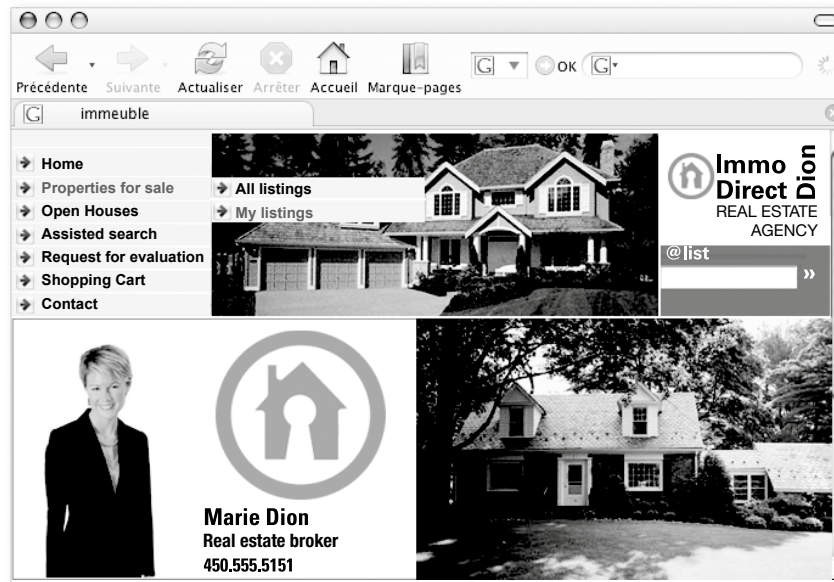 Précédente Suivante Actualiser Arrêter Accueil Marque-pages G OK G
G immeuble
Home
Properties for sale
Open Houses
Assisted search
Request for evaluation
Shopping Cart
Contact
All listings
My listings
Immo
Direct Dion
REAL ESTATE
AGENCY
@list
»
Marie Dion
Real estate broker
450.555.5151